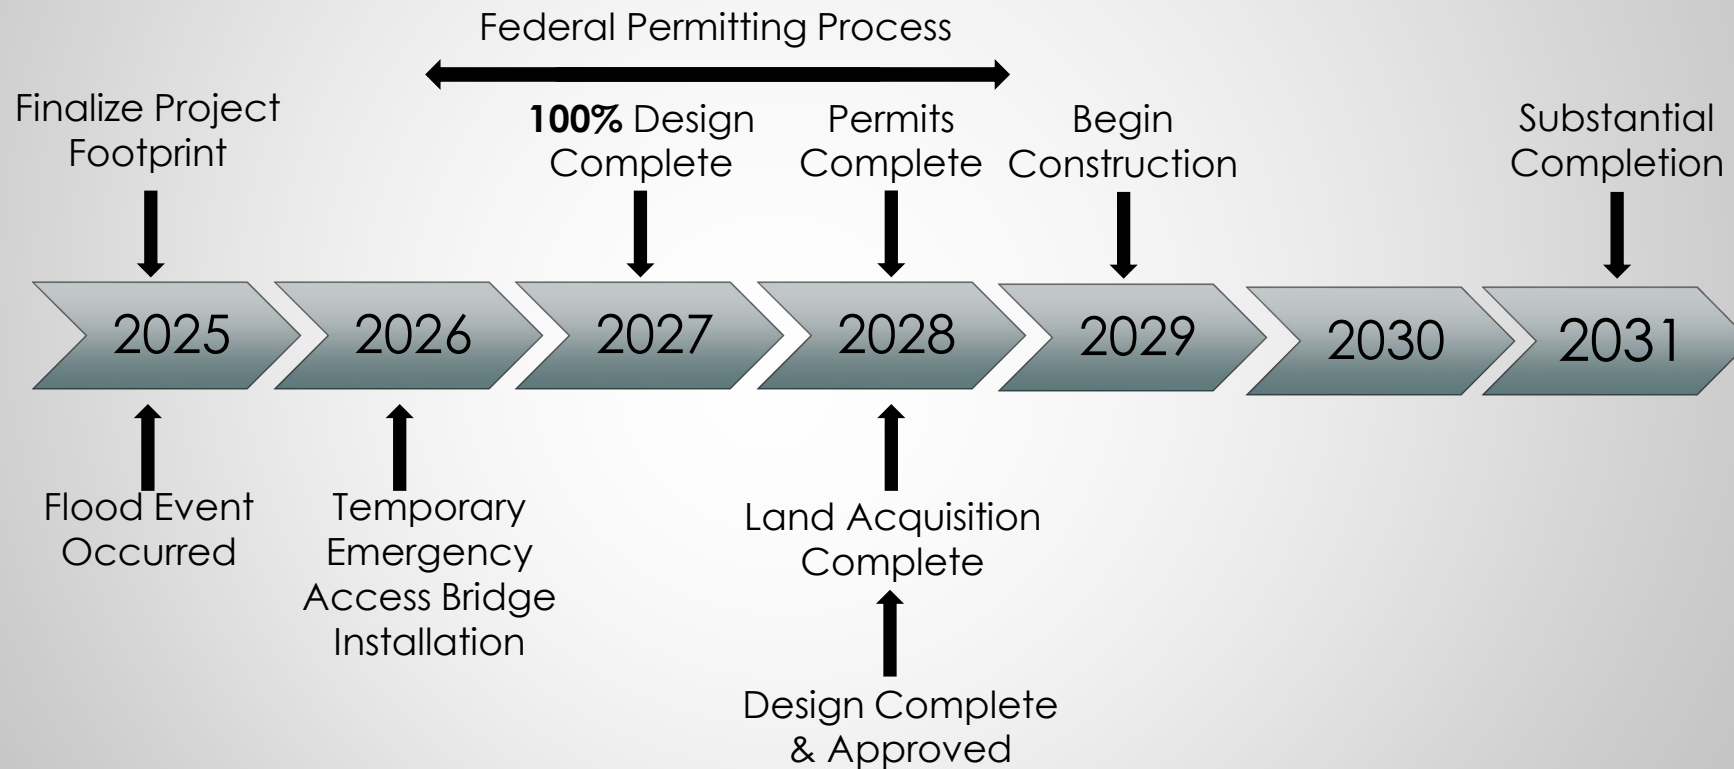 Federal Permitting Process
Finalize Project
Footprint
100% Design
Complete
Permits
Complete
Begin
Construction
Substantial
Completion
2025
2026
2027
2028
2029
2030
2031
Flood Event
Occurred
Temporary
Emergency
Access Bridge
Installation
Land Acquisition
Complete
Design Complete
& Approved